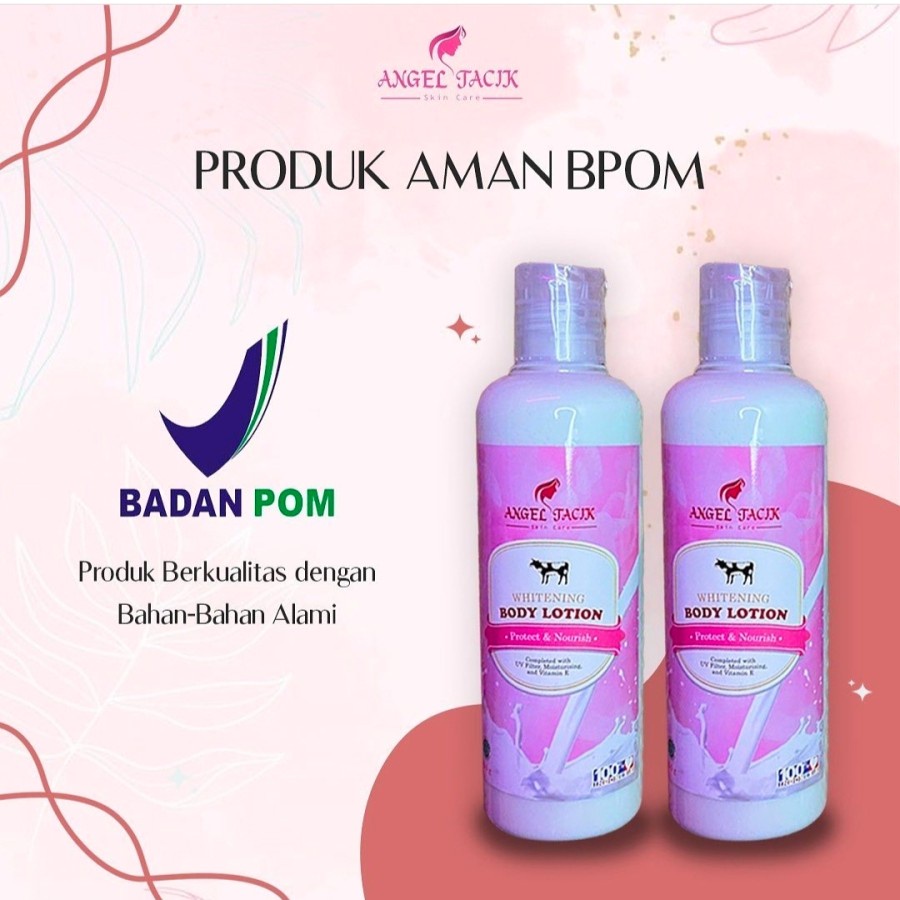 ANGEL TACIK
Skin Care
PRODUK AMAN BPOM
BADAN POM
Produk Berkualitas dengan
Bahan-Bahan Alami
ANGEL TACIK
Skin Care
WHITENING
BODY LOTION
• Protect & Nourish •
Completed with
UV Filter, Moisturizing,
and Vitamin E
100%
ANGEL TACIK
Skin Care
WHITENING
BODY LOTION
• Protect & Nourish •
Completed with
UV Filter, Moisturizing,
and Vitamin E
100%